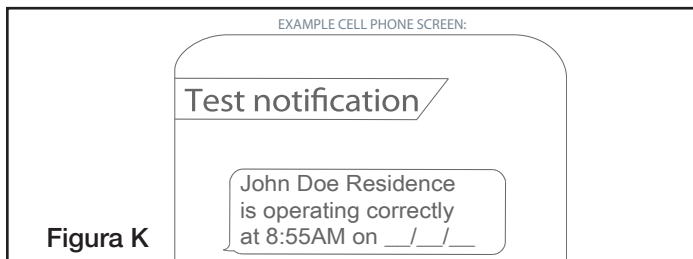 EXAMPLE CELL PHONE SCREEN:
Test notification
John Doe Residence
is operating correctly
at 8:55AM on __/__/__
Figura K